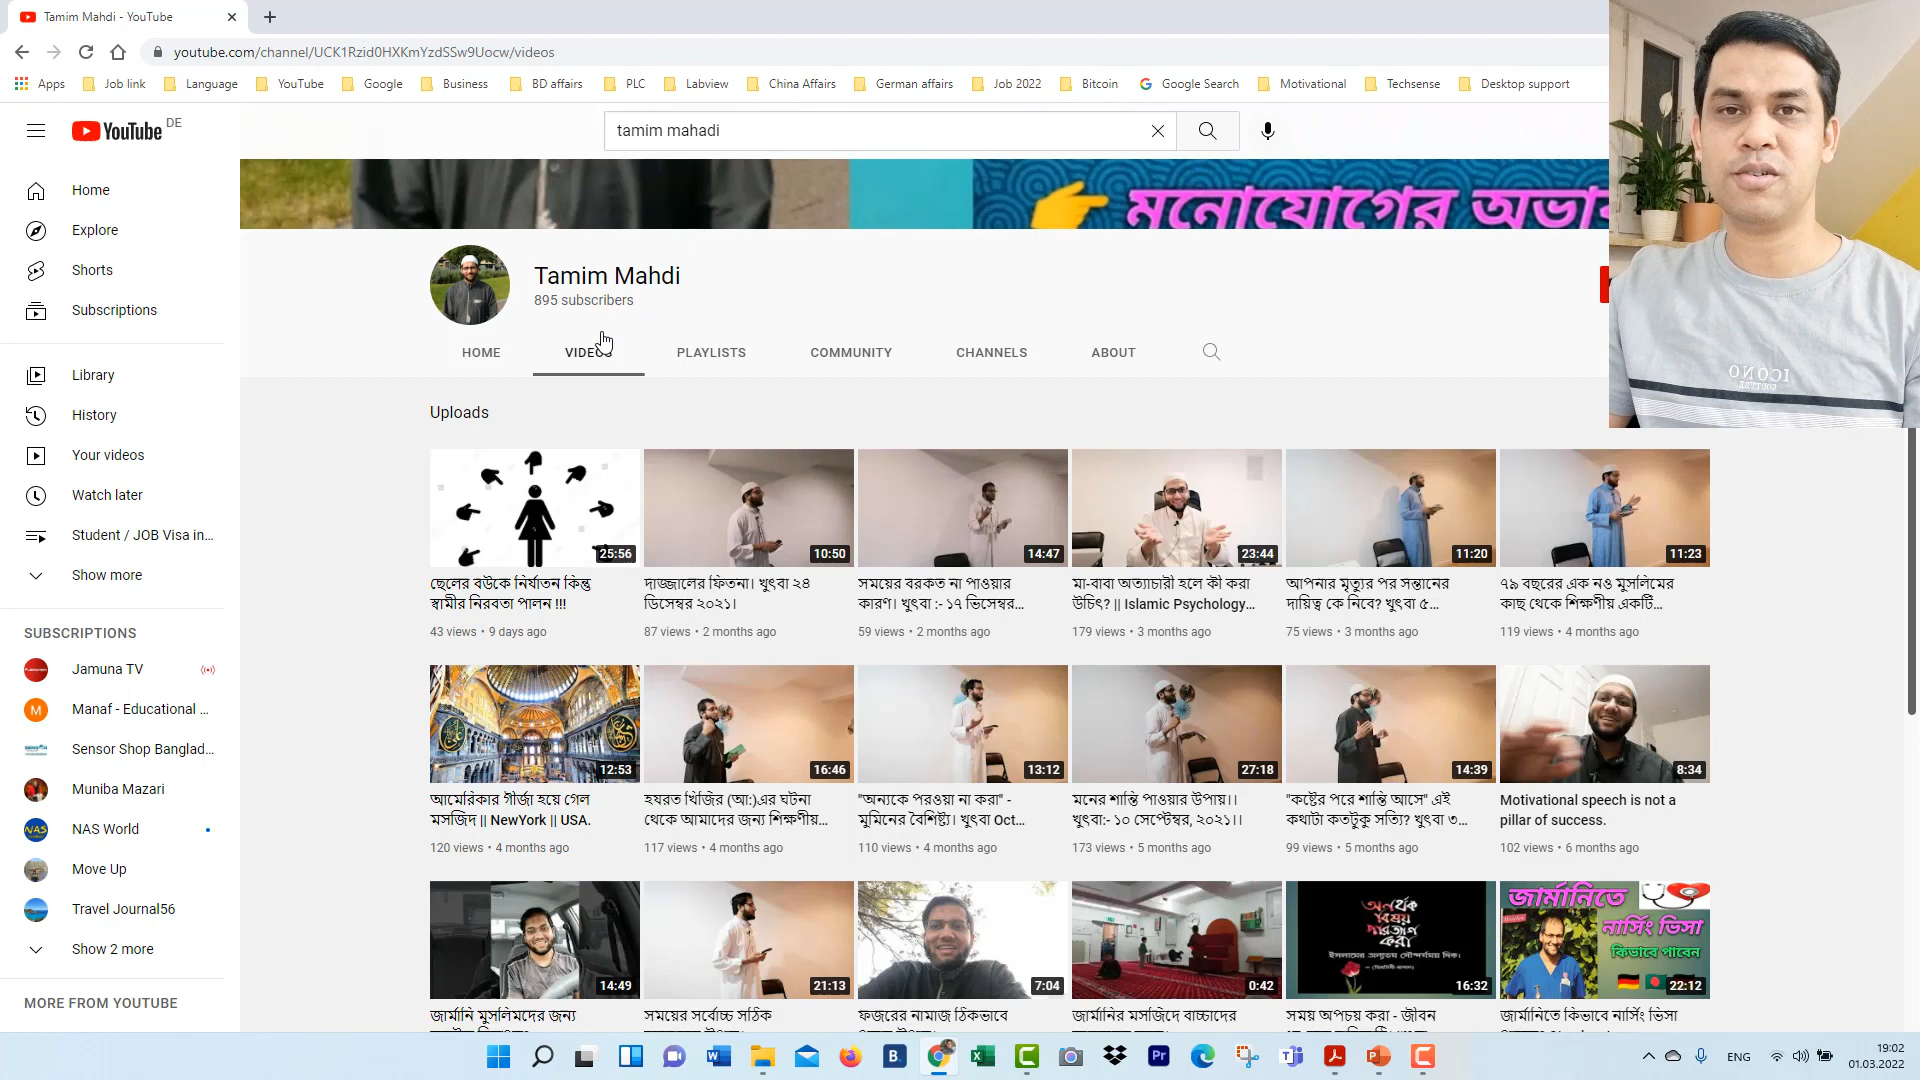 Tamim Mahdi - YouTube
youtube.com/channel/UCK1Rzid0HXKmYzdSSw9Uocw/videos
Apps Job link Language YouTube Google Business BD affairs PLC Labview China Affairs German affairs Job 2022 Bitcoin Google Search Motivational Techsense Desktop support
YouTube DE
tamim mahadi
Home
Explore
Shorts
Subscriptions
Library
History
Your videos
Watch later
Student / JOB Visa in...
Show more
SUBSCRIPTIONS
Jamuna TV
Manaf - Educational ...
Sensor Shop Banglad...
Muniba Mazari
NAS World
Move Up
Travel Journal56
Show 2 more
MORE FROM YOUTUBE
মনোযোগের অভাব
Tamim Mahdi
895 subscribers
HOME VIDEOS PLAYLISTS COMMUNITY CHANNELS ABOUT
Uploads
25:56 10:50 14:47 23:44 11:20 11:23
ছেলের বউকে নির্যাতন কিন্তু
স্বামীর নিরবতা পালন !!!
43 views • 9 days ago
দাজ্জালের ফিতনা। খুৎবা ২৪
ডিসেম্বর ২০২১।
87 views • 2 months ago
সময়ের বরকত না পাওয়ার
কারণ। খুৎবা :- ১৭ ডিসেম্বর...
59 views • 2 months ago
মা-বাবা অত্যাচারী হলে কী করা
উচিৎ? || Islamic Psychology...
179 views • 3 months ago
আপনার মৃত্যুর পর সন্তানের
দায়িত্ব কে নিবে? খুৎবা ৫...
75 views • 3 months ago
৭৯ বছরের এক নও মুসলিমের
কাছ থেকে শিক্ষণীয় একটি...
119 views • 4 months ago
12:53 16:46 13:12 27:18 14:39 8:34
আমেরিকার গীর্জা হয়ে গেল
মসজিদ || NewYork || USA.
120 views • 4 months ago
হযরত খিজির (আ:)এর ঘটনা
থেকে আমাদের জন্য শিক্ষণীয়...
117 views • 4 months ago
"অন্যকে পরওয়া না করা" -
মুমিনের বৈশিষ্ট্য। খুৎবা Oct...
110 views • 4 months ago
মনের শান্তি পাওয়ার উপায়।।
খুৎবা:- ১০ সেপ্টেম্বর, ২০২১।।
173 views • 5 months ago
"কষ্টের পরে শান্তি আসে" এই
কথাটা কতটুকু সত্যি? খুৎবা ৩...
99 views • 5 months ago
Motivational speech is not a
pillar of success.
102 views • 6 months ago
অনর্থক
বিষয়
পরিত্যাগ
করা
জার্মানিতে
নার্সিং ভিসা
কিভাবে পাবেন
14:49 21:13 7:04 0:42 16:32 22:12
জার্মানি মুসলিমদের জন্য
সময়ের সর্বোচ্চ সঠিক
ফজরের নামাজ ঠিকভাবে
জার্মানির মসজিদে বাচ্চাদের
সময় অপচয় করা - জীবন
জার্মানিতে কিভাবে নার্সিং ভিসা
ENG
19:02
01.03.2022